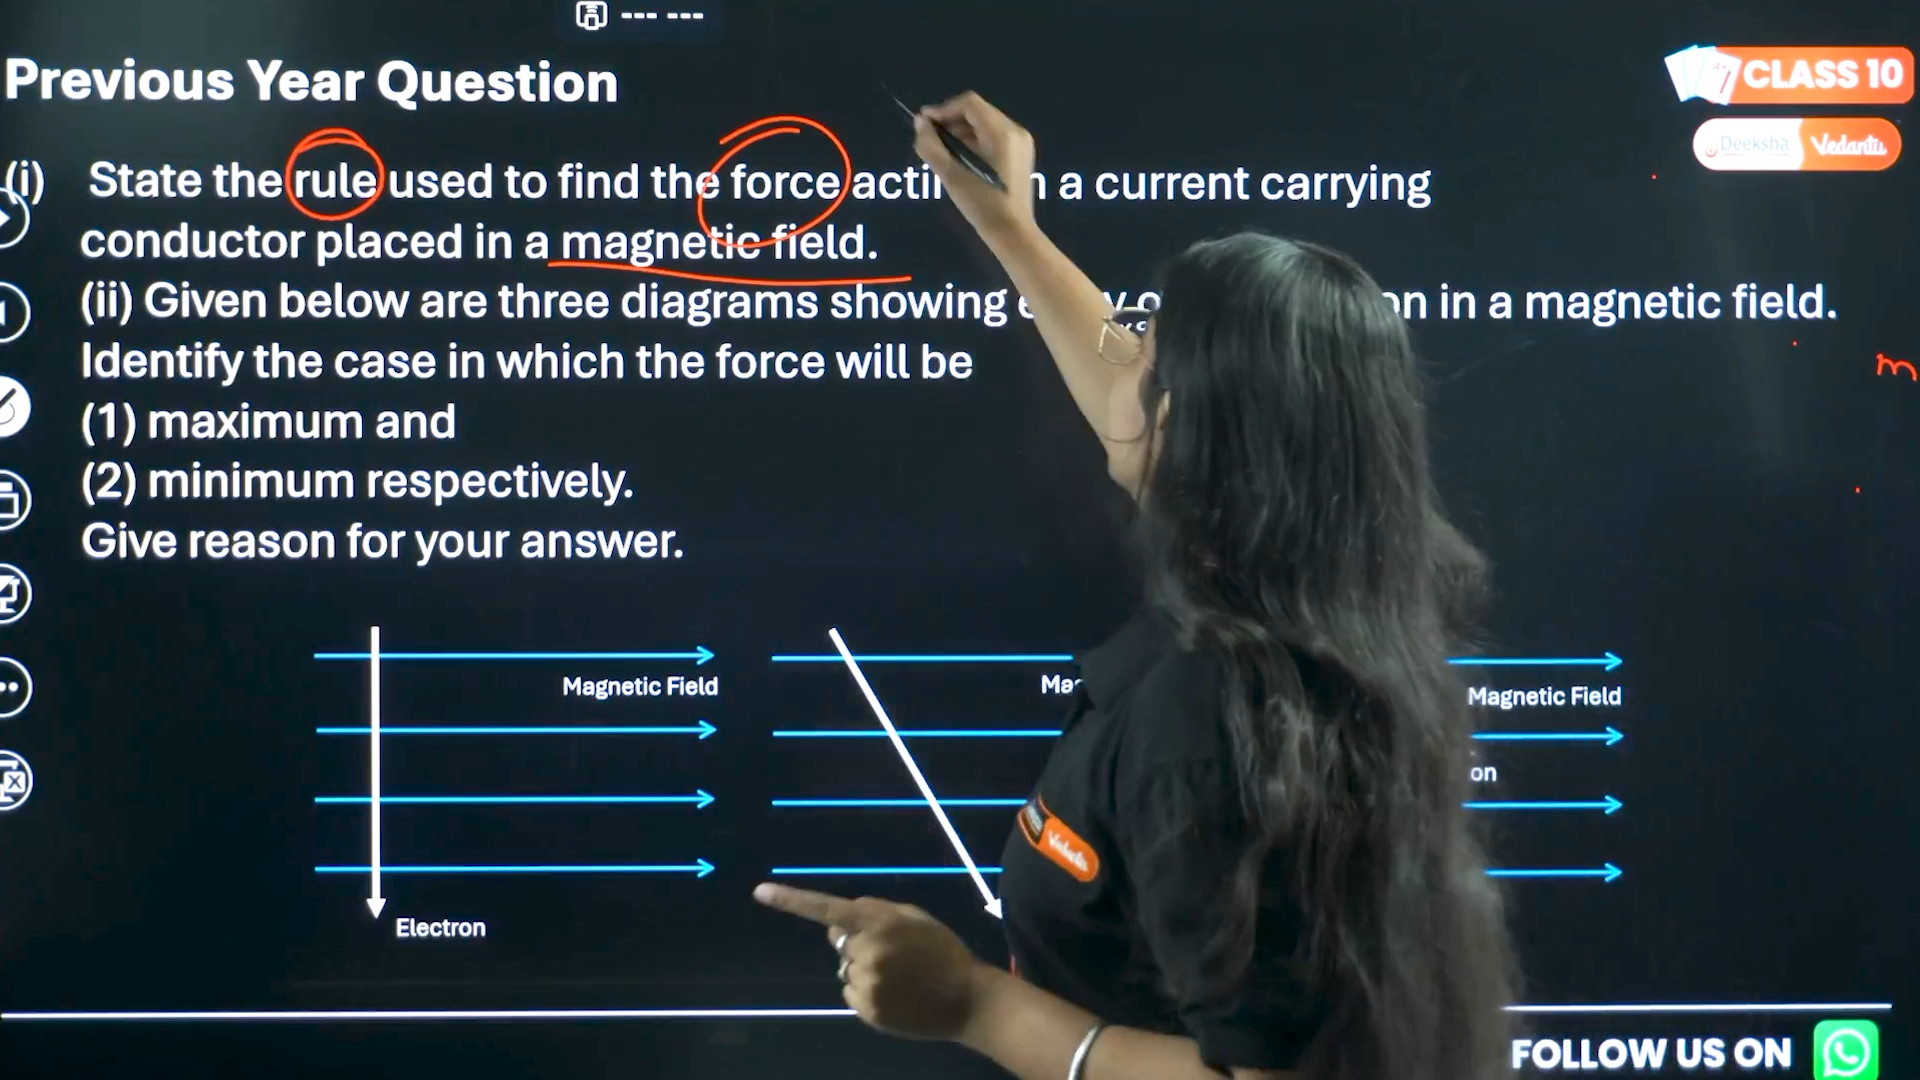 --- ---
Previous Year Question
CLASS 10
Deeksha Vedantu
(i) State the rule used to find the force a current carrying
conductor placed in a magnetic field.
(ii) Given below are three diagrams showing in a magnetic field.
Identify the case in which the force will be
m
(1) maximum and
(2) minimum respectively.
Give reason for your answer.
Magnetic Field
Magnetic Field
Electron
Vedantu
FOLLOW US ON